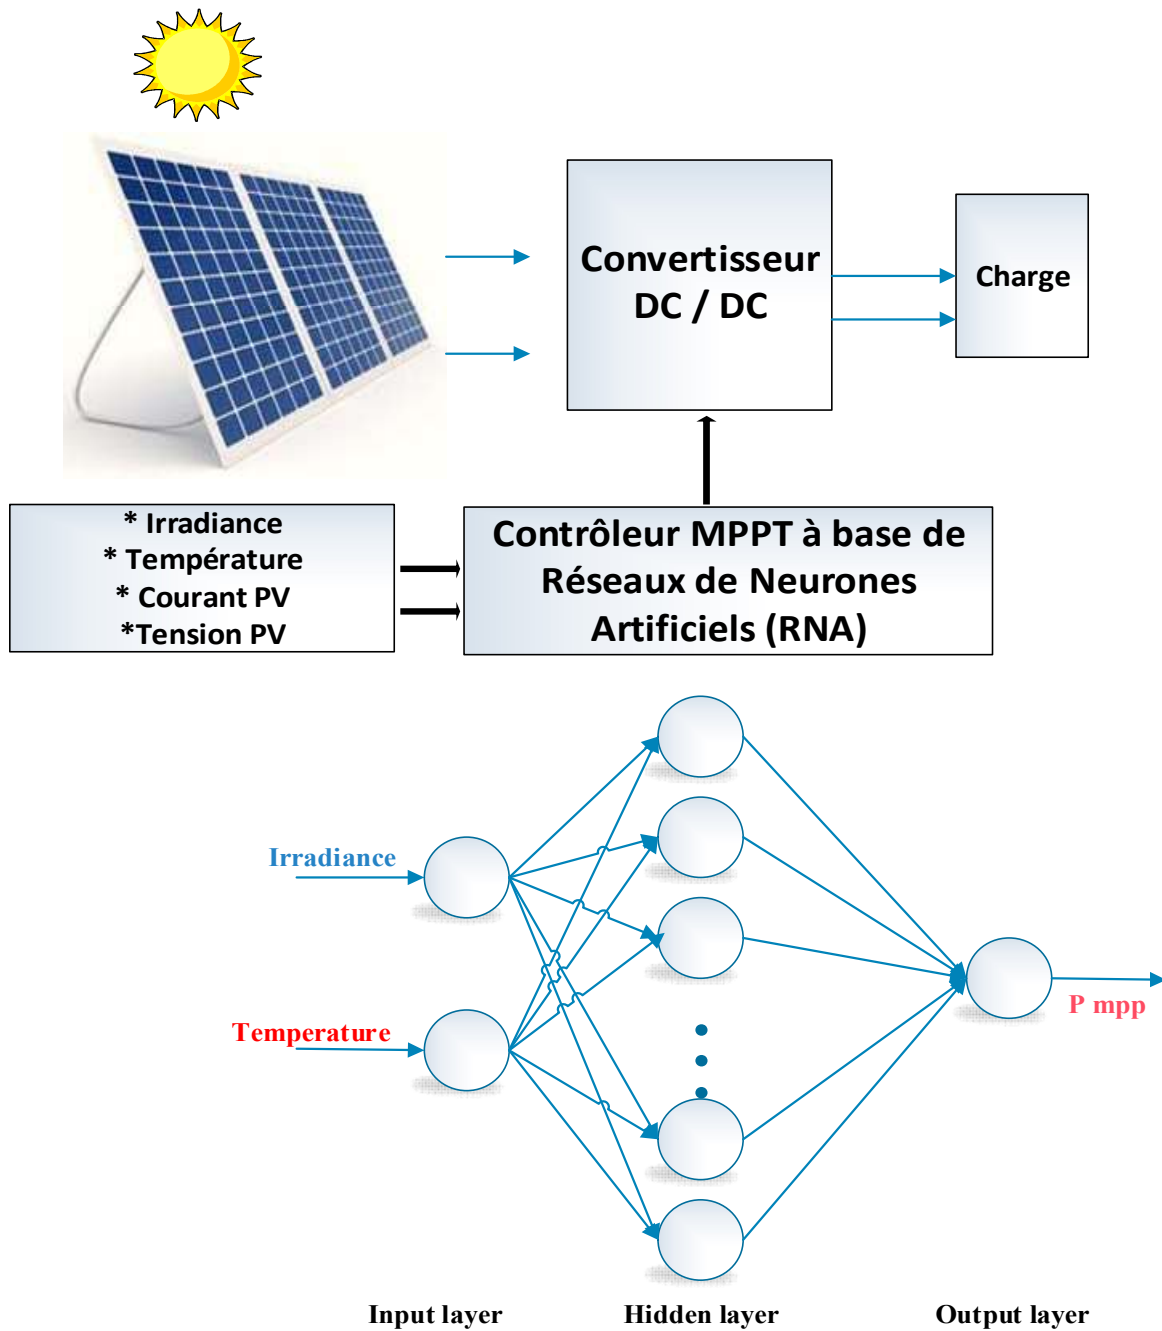 Convertisseur
DC / DC
Charge
* Irradiance
* Température
* Courant PV
*Tension PV
Contrôleur MPPT à base de
Réseaux de Neurones
Artificiels (RNA)
Irradiance
Temperature
P mpp
Input layer
Hidden layer
Output layer